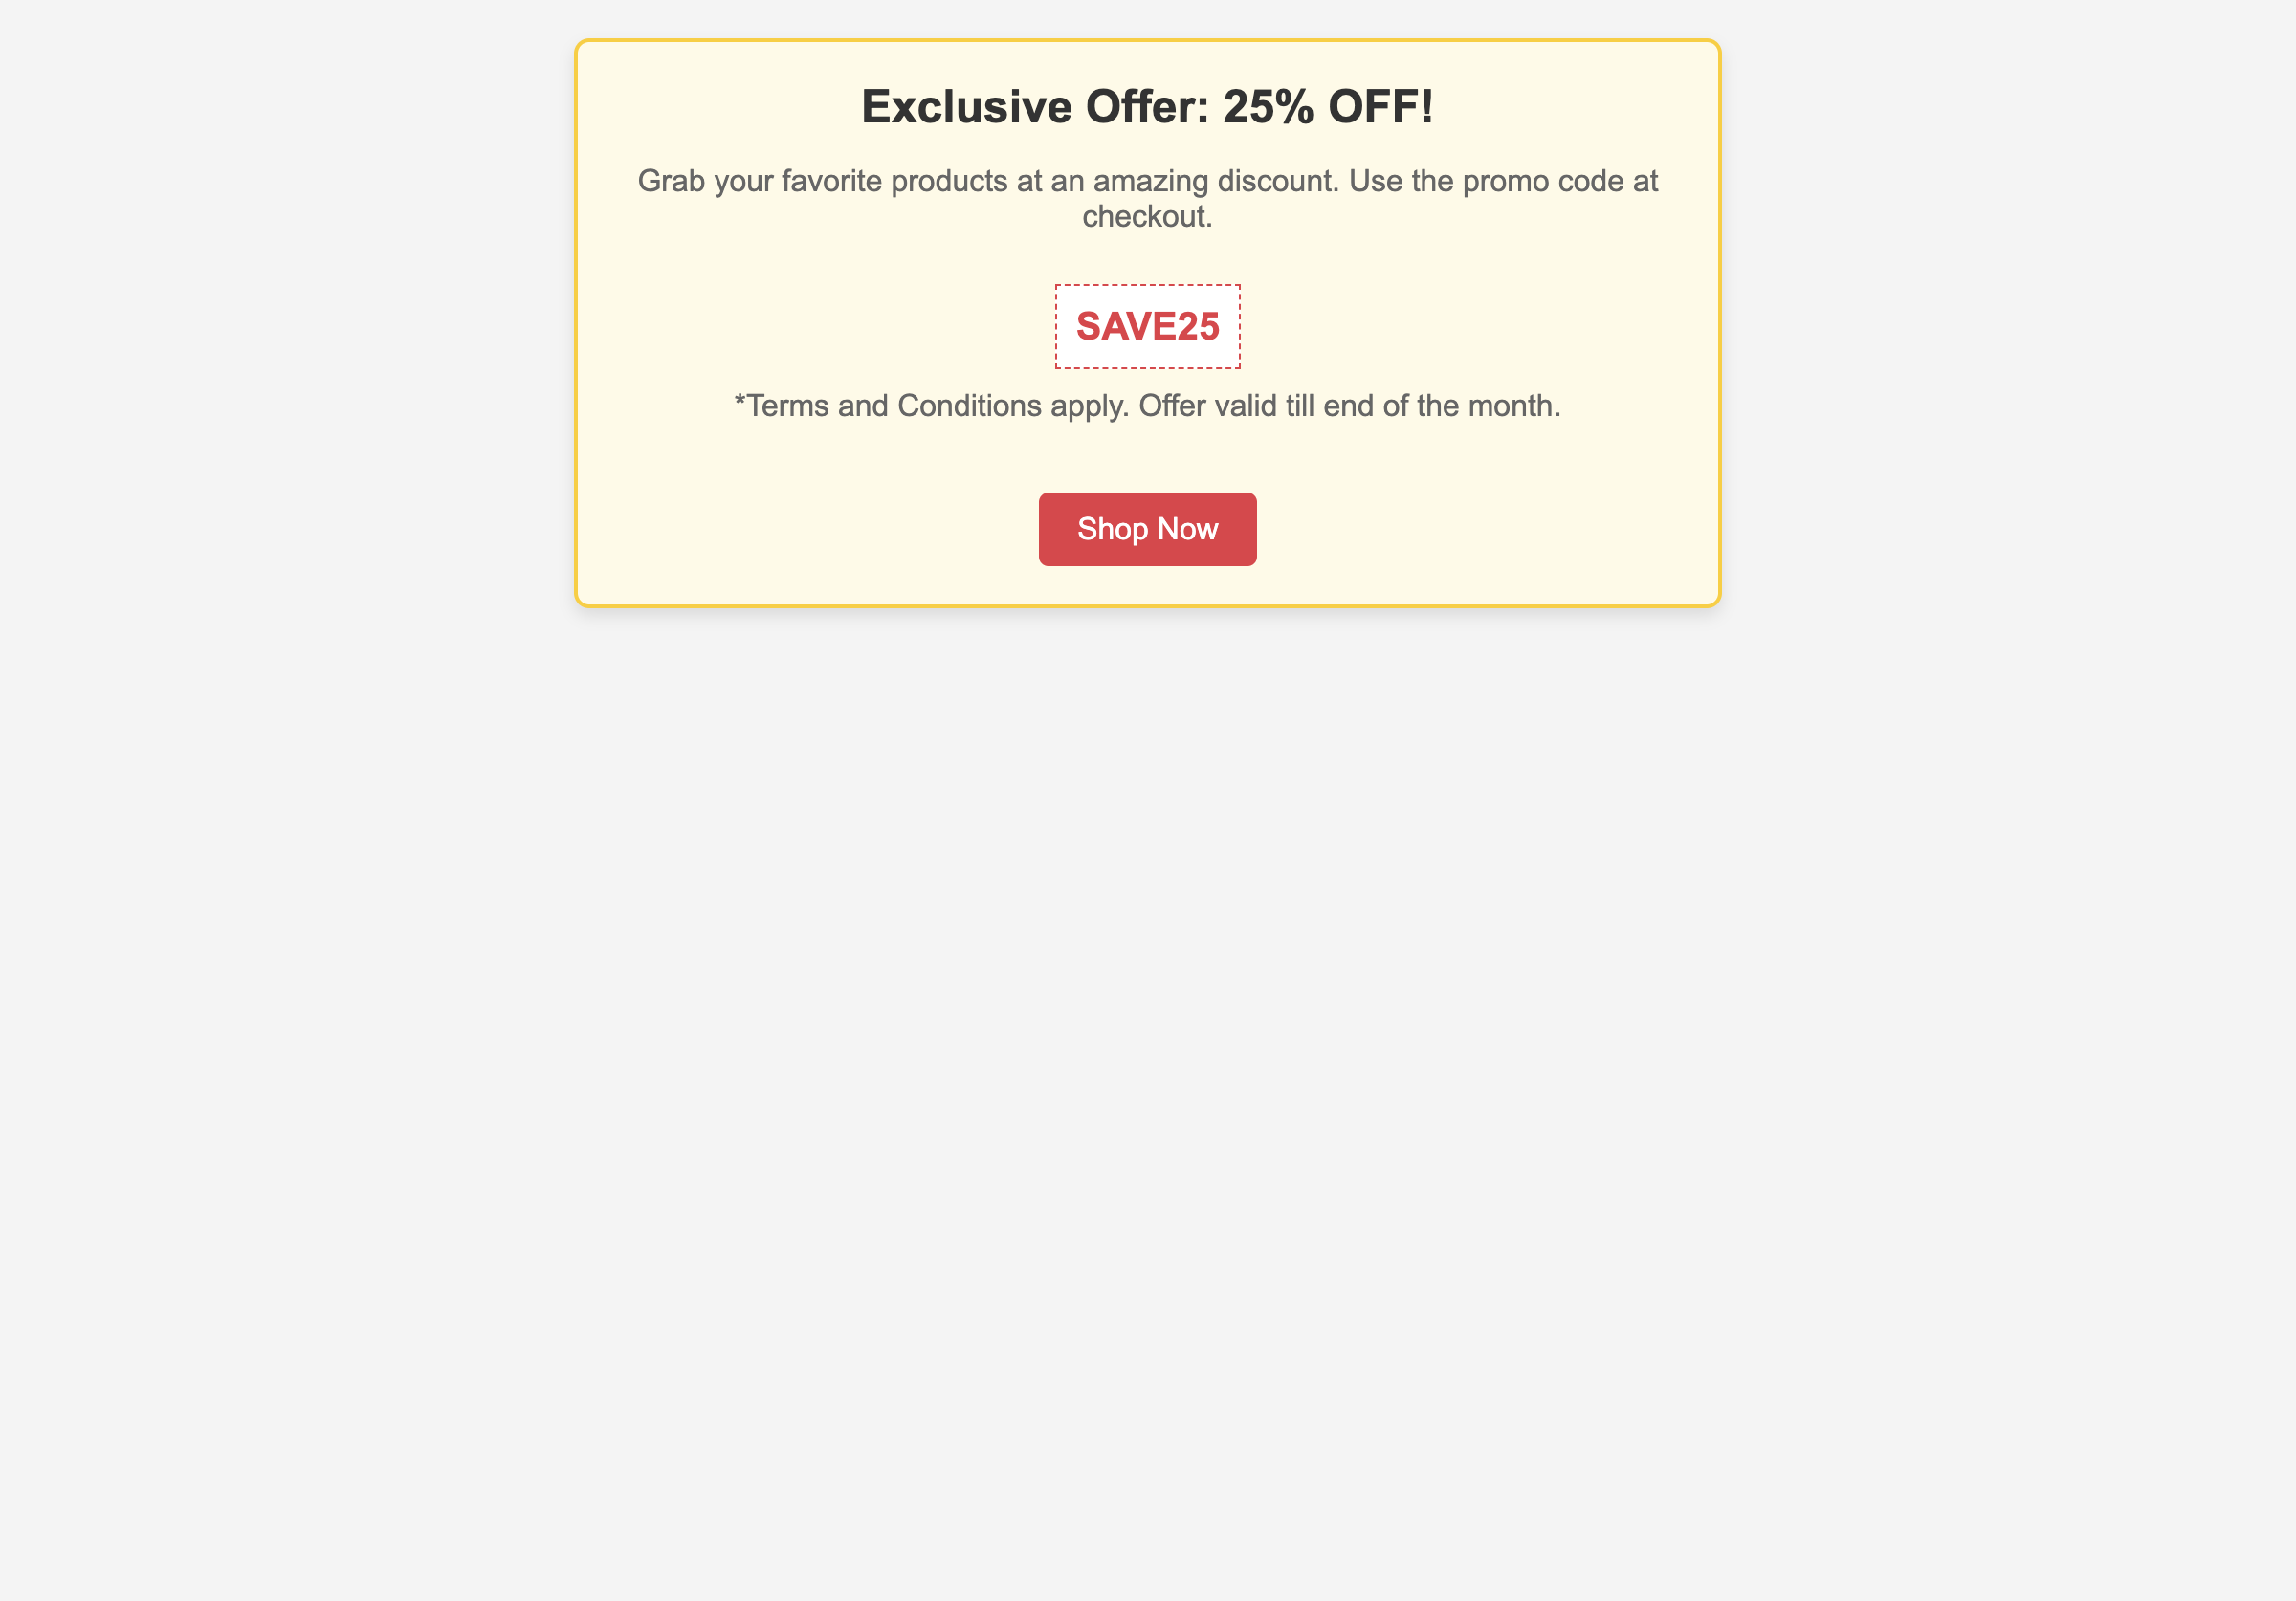 Exclusive Offer: 25% OFF!
Grab your favorite products at an amazing discount. Use the promo code at
checkout.
SAVE25
*Terms and Conditions apply. Offer valid till end of the month.
Shop Now